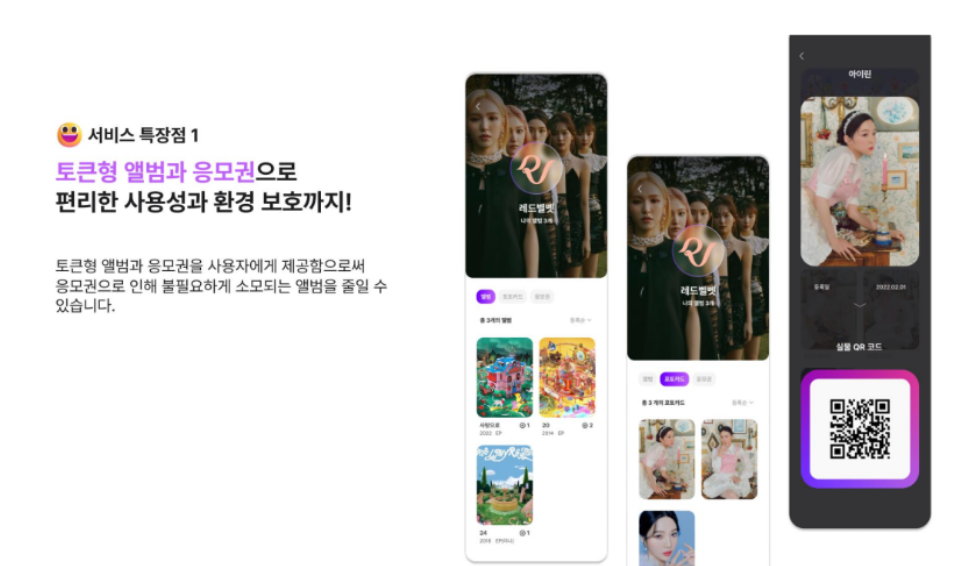 서비스 특장점 1
토큰형 앨범과 응모권으로
편리한 사용성과 환경 보호까지!
토큰형 앨범과 응모권을 사용자에게 제공함으로써
응모권으로 인해 불필요하게 소모되는 앨범을 줄일 수
있습니다.
레드벨벳
나의 앨범 3개
앨범 포토카드 응모권
총 3개의 앨범 등록순
사랑으로 1
2022 EP
20 2
2014 EP
24 1
2019
레드벨벳
나의 앨범 3개
앨범 포토카드 응모권
총 3 개의 포토카드 등록순
아이린
등록일 2022.02.01
실물 QR 코드